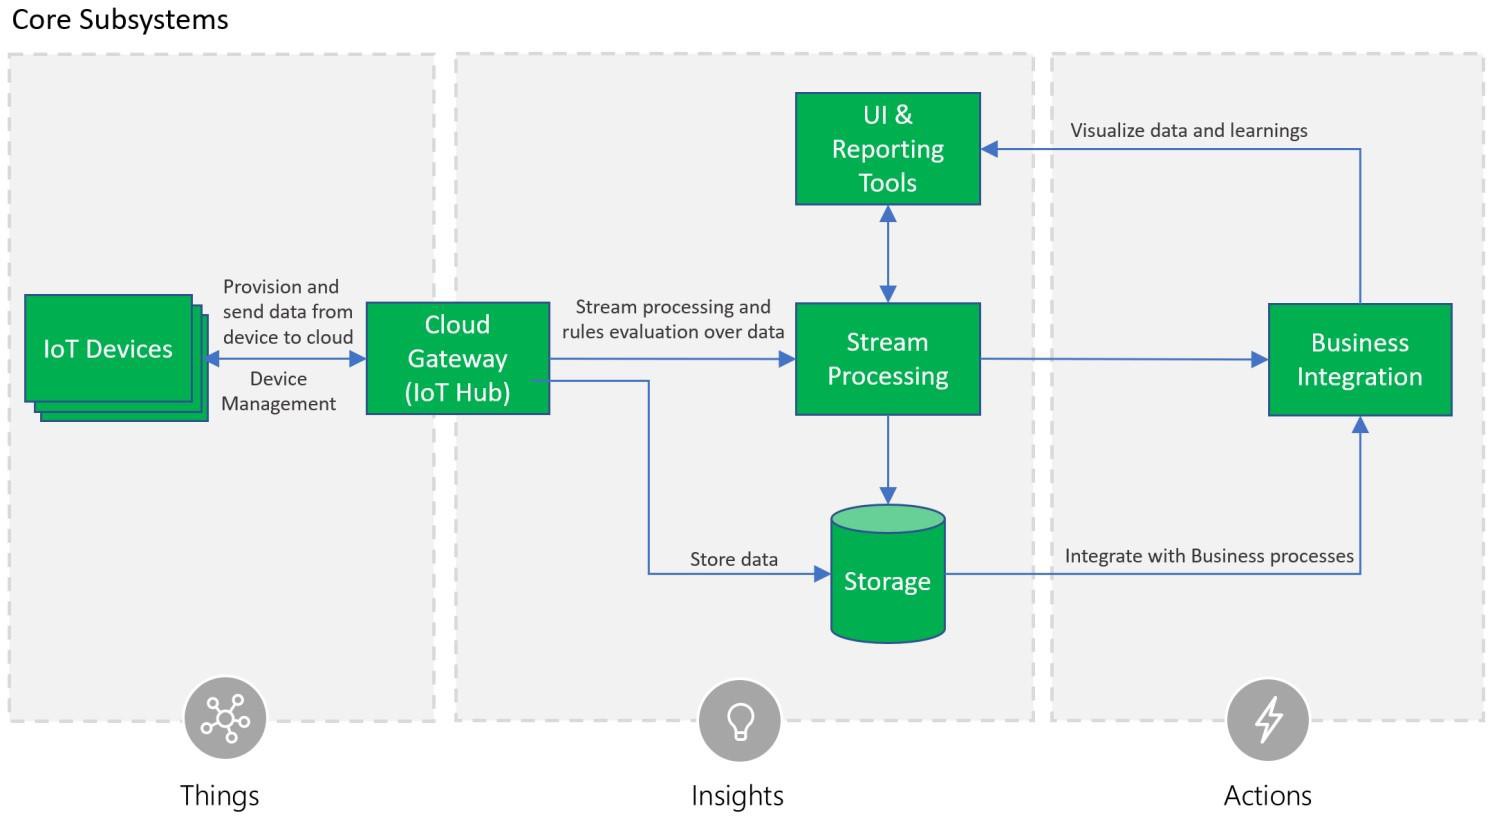 Core Subsystems
UI &
Reporting
Tools
Visualize data and learnings
Provision and
send data from
device to cloud
IoT Devices
Device
Management
Cloud
Gateway
(IoT Hub)
Stream processing and
rules evaluation over data
Stream
Processing
Business
Integration
Store data
Storage
Integrate with Business processes
Things
Insights
Actions